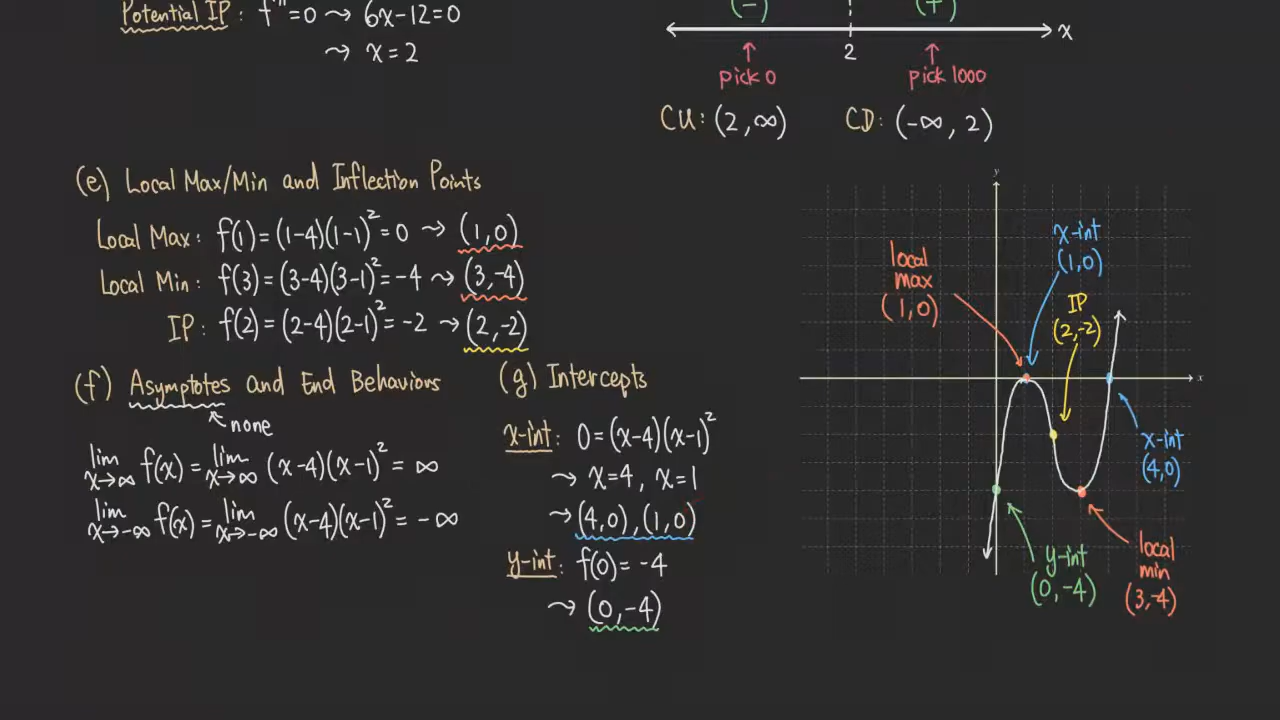 Potential IP: f''=0 ⤳ 6x-12=0
⤳ x=2
(-) (+)
x
2
pick 0 pick 1000
CU: (2,∞) CD: (-∞, 2)
(e) Local Max/Min and Inflection Points
Local Max: f(1)=(1-4)(1-1)²=0 ⤳ (1,0)
Local Min: f(3)=(3-4)(3-1)²=-4 ⤳ (3,-4)
IP: f(2)=(2-4)(2-1)²=-2 ⤳ (2,-2)
(f) Asymptotes and End Behaviors
none
lim x→∞ f(x)= lim x→∞ (x-4)(x-1)² = ∞
lim x→-∞ f(x)= lim x→-∞ (x-4)(x-1)² = -∞
(g) Intercepts
x-int: 0=(x-4)(x-1)²
⤳ x=4, x=1
⤳ (4,0), (1,0)
y-int: f(0)=-4
⤳ (0,-4)
y
x
local
max
(1,0)
x-int
(1,0)
IP
(2,-2)
x-int
(4,0)
y-int
(0,-4)
local
min
(3,-4)